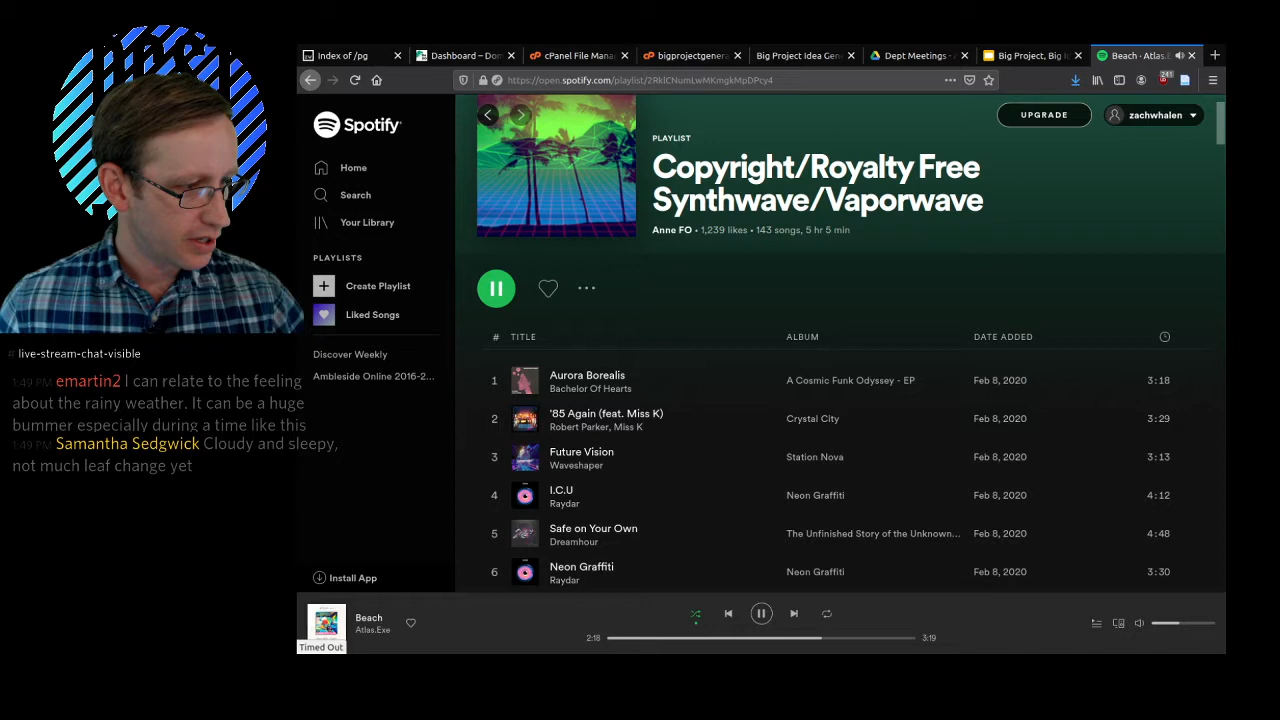 Index of /pg
Dashboard – Dom
cPanel File Mana
bigprojectgenera
Big Project Idea Gene
Dept Meetings -
Big Project, Big I
Beach · Atlas.E
https://open.spotify.com/playlist/2RklCNumLwMKmgkMpDPcy4
241
Spotify
Home
Search
Your Library
PLAYLISTS
Create Playlist
Liked Songs
Discover Weekly
Ambleside Online 2016-2...
Install App
UPGRADE
zachwhalen
PLAYLIST
Copyright/Royalty Free
Synthwave/Vaporwave
Anne FO • 1,239 likes • 143 songs, 5 hr 5 min
# TITLE ALBUM DATE ADDED
1 Aurora Borealis A Cosmic Funk Odyssey - EP Feb 8, 2020 3:18
Bachelor Of Hearts
2 '85 Again (feat. Miss K) Crystal City Feb 8, 2020 3:29
Robert Parker, Miss K
3 Future Vision Station Nova Feb 8, 2020 3:13
Waveshaper
4 I.C.U Neon Graffiti Feb 8, 2020 4:12
Raydar
5 Safe on Your Own The Unfinished Story of the Unknown... Feb 8, 2020 4:48
Dreamhour
6 Neon Graffiti Neon Graffiti Feb 8, 2020 3:30
Raydar
Beach
Atlas.Exe
Timed Out
2:18 3:19
# live-stream-chat-visible
1:49 PM emartin2 I can relate to the feeling
about the rainy weather. It can be a huge
bummer especially during a time like this
1:49 PM Samantha Sedgwick Cloudy and sleepy,
not much leaf change yet